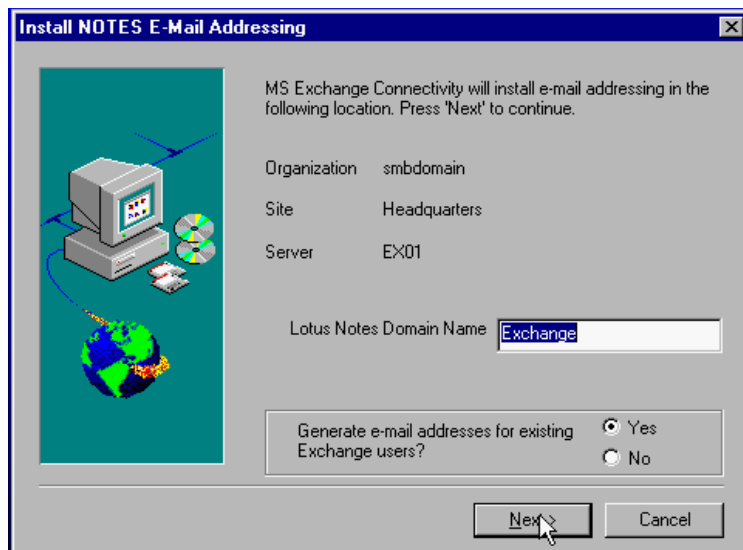 Install NOTES E-Mail Addressing
MS Exchange Connectivity will install e-mail addressing in the
following location. Press 'Next' to continue.
Organization smbdomain
Site Headquarters
Server EX01
Lotus Notes Domain Name Exchange
Generate e-mail addresses for existing
Exchange users?
Yes
No
Next >
Cancel